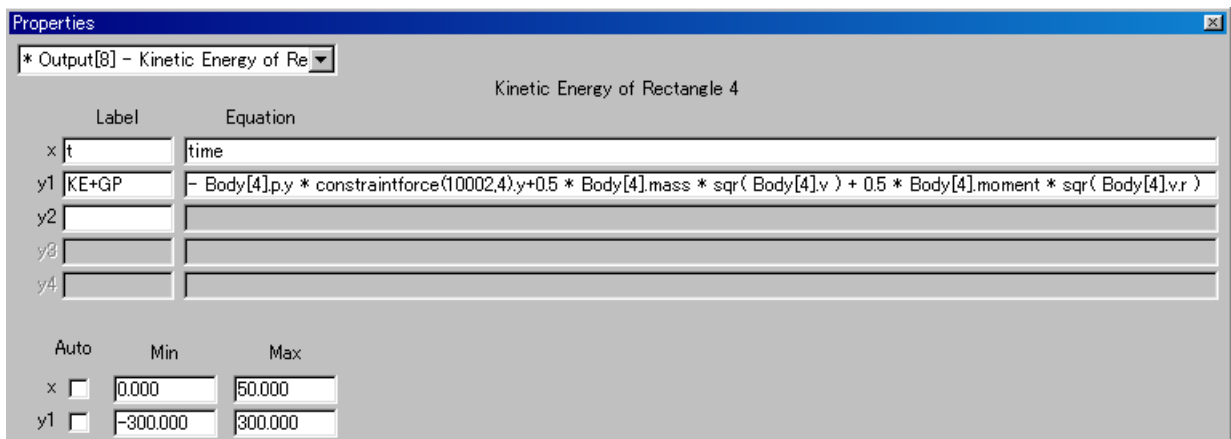 Properties
* Output[8] - Kinetic Energy of Re
Kinetic Energy of Rectangle 4
Label Equation
x t time
y1 KE+GP - Body[4].p.y * constraintforce(10002,4).y+0.5 * Body[4].mass * sqr( Body[4].v ) + 0.5 * Body[4].moment * sqr( Body[4].v.r )
y2
y3
y4
Auto Min Max
x 0.000 50.000
y1 -300.000 300.000